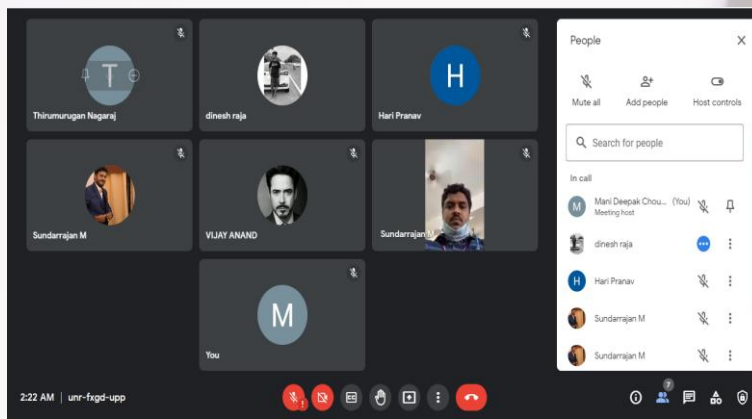 T
Thirumurugan Nagaraj
dinesh raja
H
Hari Pranav
Sundarrajan M
VIJAY ANAND
Sundarrajan M
M
You
2:22 AM | unr-fxgd-upp
7
People
Mute all
Add people
Host controls
Search for people
In call
M
Mani Deepak Chou... (You)
Meeting host
dinesh raja
H
Hari Pranav
Sundarrajan M
Sundarrajan M